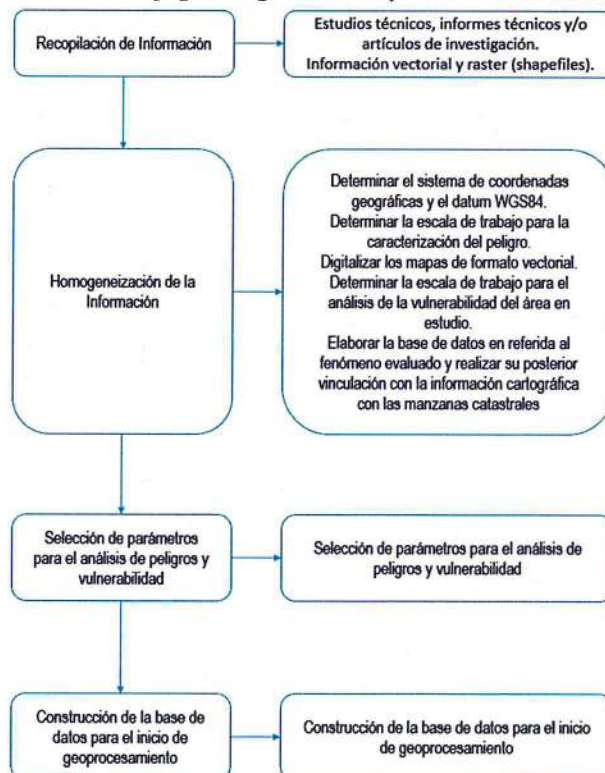 Recopilación de Información
Estudios técnicos, informes técnicos y/o
artículos de investigación.
Información vectorial y raster (shapefiles).
Homogeneización de la
Información
Determinar el sistema de coordenadas
geográficas y el datum WGS84.
Determinar la escala de trabajo para la
caracterización del peligro.
Digitalizar los mapas de formato vectorial.
Determinar la escala de trabajo para el
análisis de la vulnerabilidad del área en
estudio.
Elaborar la base de datos en referida al
fenómeno evaluado y realizar su posterior
vinculación con la información cartográfica
con las manzanas catastrales
Selección de parámetros
para el análisis de peligros y
vulnerabilidad
Selección de parámetros para el análisis de
peligros y vulnerabilidad
Construcción de la base de
datos para el inicio de
geoprocesamiento
Construcción de la base de datos para el inicio
de geoprocesamiento